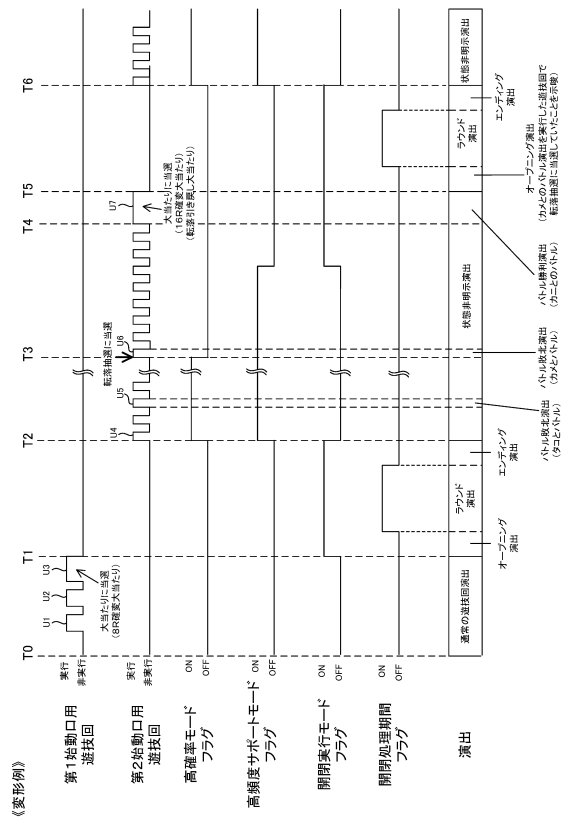 《変形例》
T0
T1
T2
T3
T4
T5
T6
第1始動口用
遊技回
実行
非実行
U1
U2
U3
大当たりに当選
(8R確変大当たり)
第2始動口用
遊技回
実行
非実行
U4
U5
U6
転落抽選に当選
U7
大当たりに当選
(16R確変大当たり)
(転落引き戻し大当たり)
高確率モード
フラグ
ON
OFF
高頻度サポートモード
フラグ
ON
OFF
開閉実行モード
フラグ
ON
OFF
開閉処理期間
フラグ
ON
OFF
演出
通常の遊技回演出
オープニング
演出
ラウンド
演出
エンディング
演出
バトル敗北演出
(タコとバトル)
バトル敗北演出
(カメとバトル)
状態非明示演出
バトル勝利演出
(カニとのバトル)
オープニング演出
(カメとのバトル演出を実行した遊技回で
転落抽選に当選していたことを示唆)
ラウンド
演出
エンディング
演出
状態非明示演出